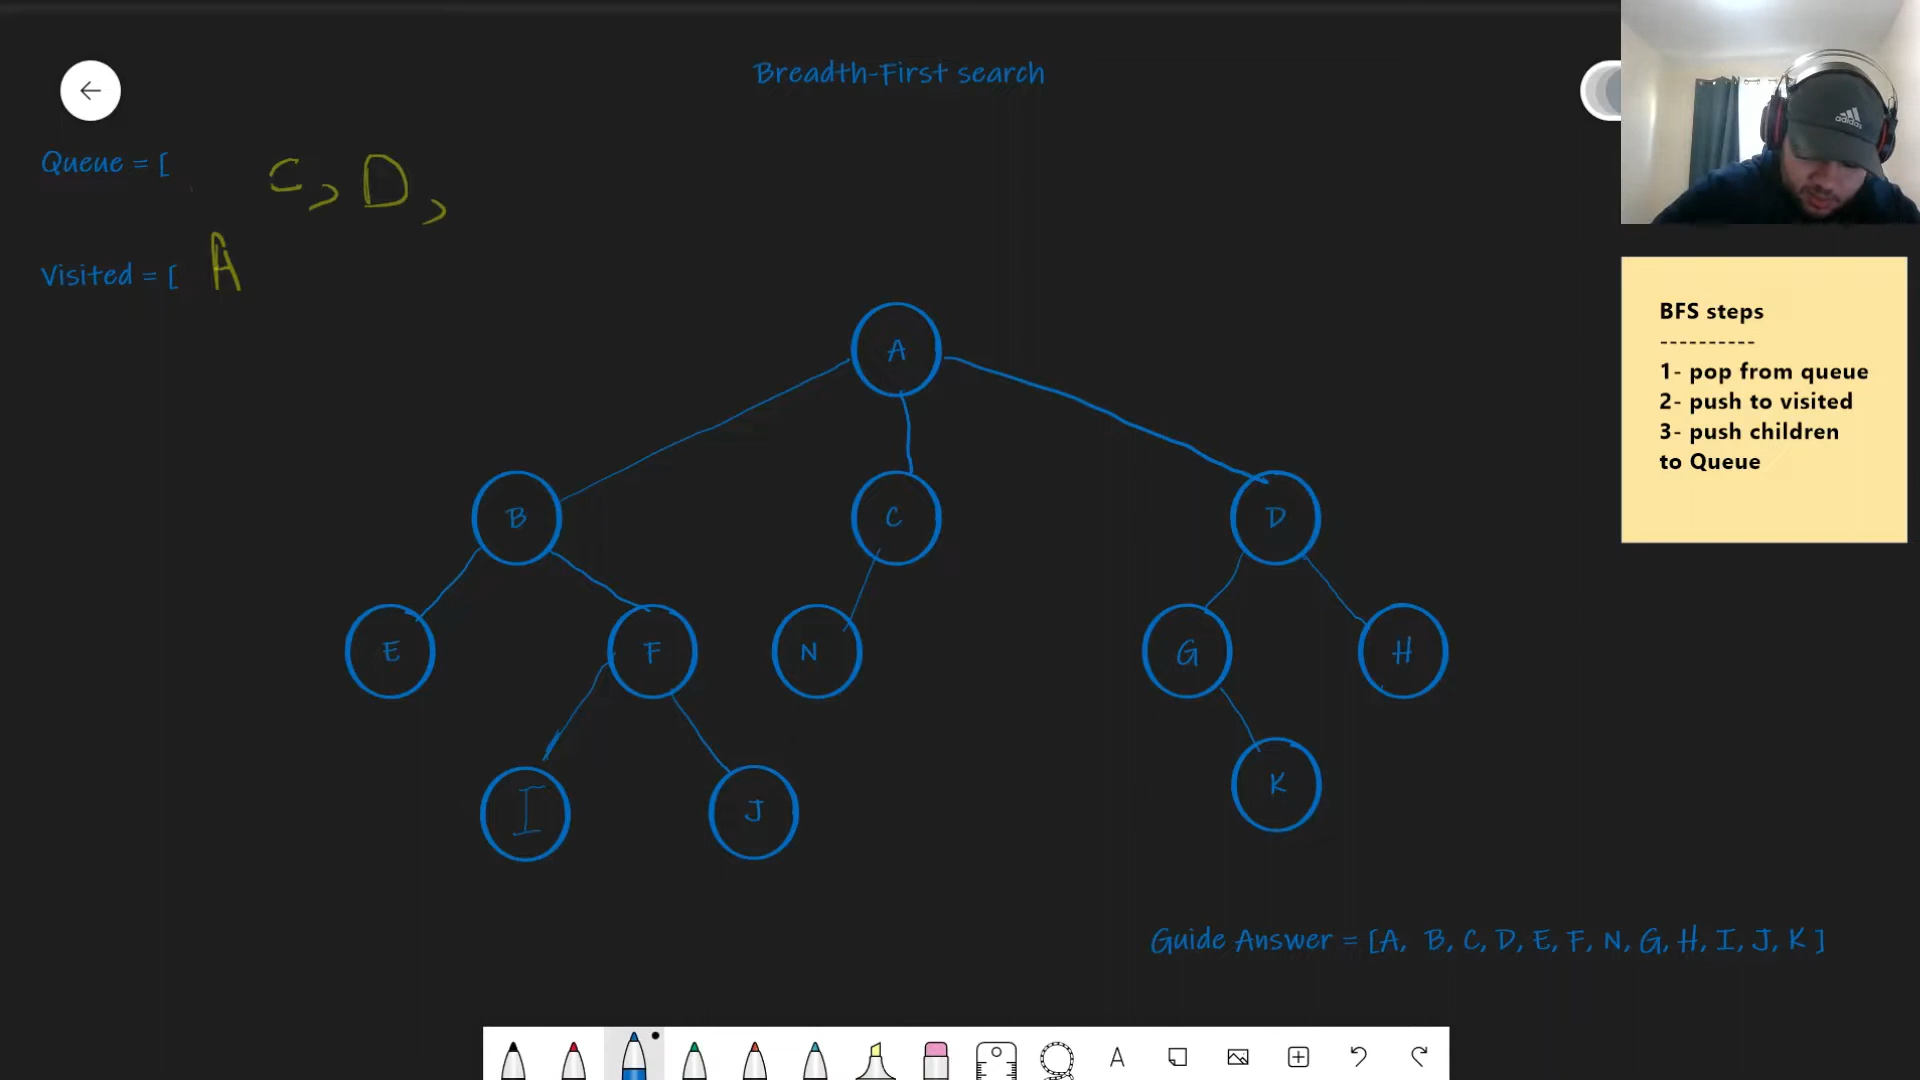 Breadth-First search
Queue = [ C, D,
Visited = [ A
adidas
BFS steps
----------
1- pop from queue
2- push to visited
3- push children
to Queue
A
B
C
D
E
F
N
G
H
I
J
K
Guide Answer = [A, B, C, D, E, F, N, G, H, I, J, K ]
A